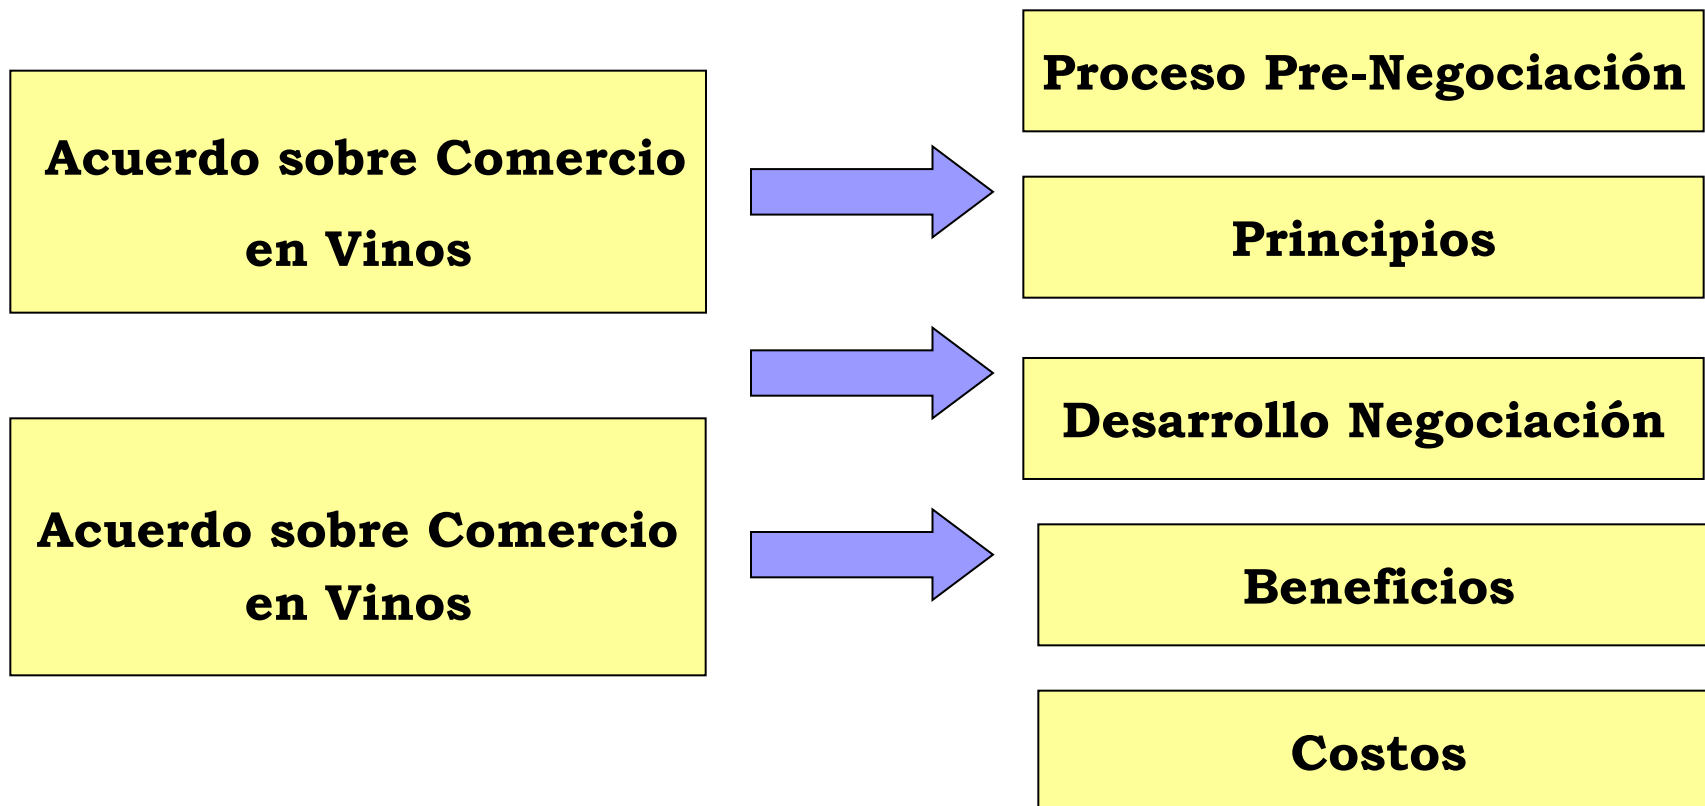 Acuerdo sobre Comercio
en Vinos
Acuerdo sobre Comercio
en Vinos
Proceso Pre-Negociación
Principios
Desarrollo Negociación
Beneficios
Costos